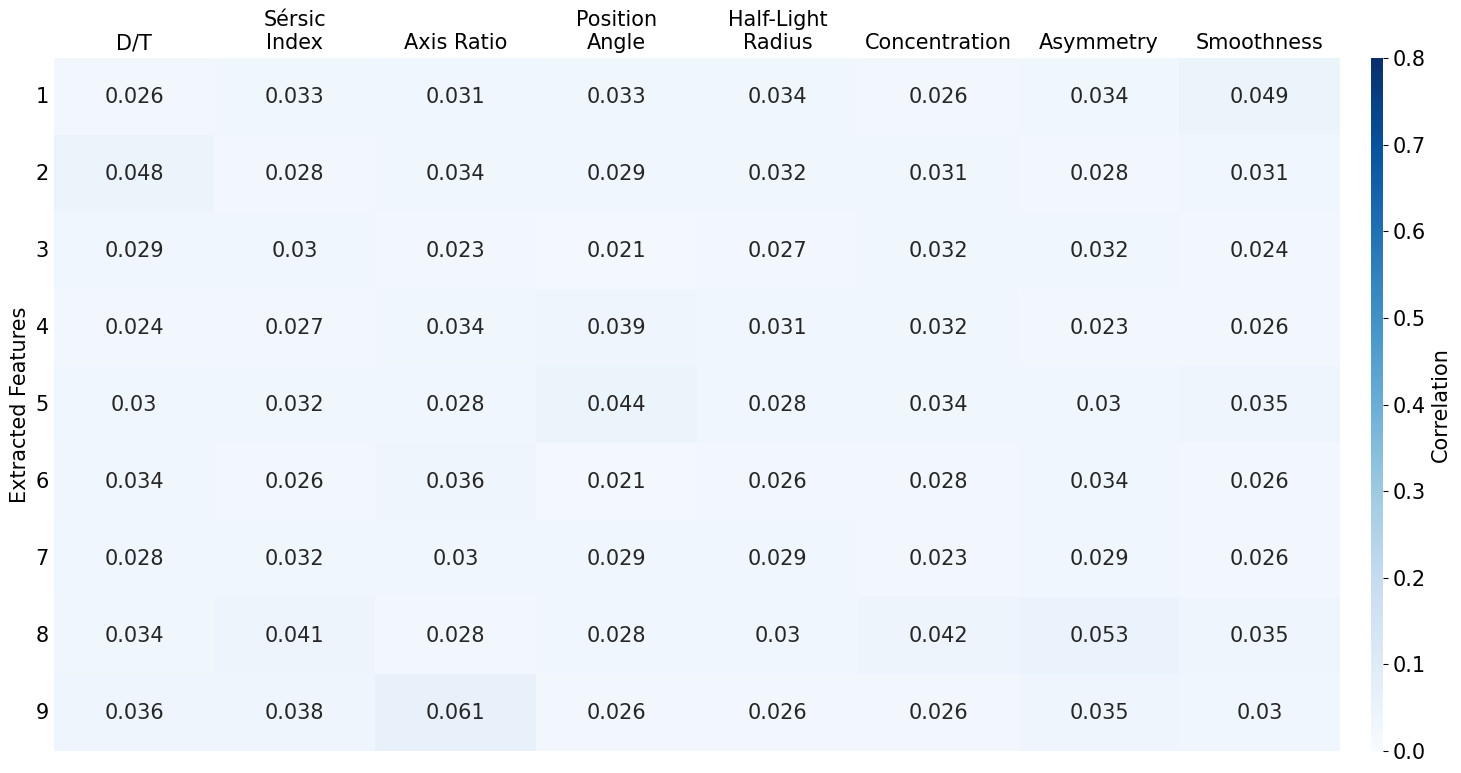 D/T Sérsic Index Axis Ratio Position Angle Half-Light Radius Concentration Asymmetry Smoothness
1 0.026 0.033 0.031 0.033 0.034 0.026 0.034 0.049
2 0.048 0.028 0.034 0.029 0.032 0.031 0.028 0.031
3 0.029 0.03 0.023 0.021 0.027 0.032 0.032 0.024
4 0.024 0.027 0.034 0.039 0.031 0.032 0.023 0.026
5 0.03 0.032 0.028 0.044 0.028 0.034 0.03 0.035
6 0.034 0.026 0.036 0.021 0.026 0.028 0.034 0.026
7 0.028 0.032 0.03 0.029 0.029 0.023 0.029 0.026
8 0.034 0.041 0.028 0.028 0.03 0.042 0.053 0.035
9 0.036 0.038 0.061 0.026 0.026 0.026 0.035 0.03
Extracted Features
0.8
0.7
0.6
0.5
0.4
0.3
0.2
0.1
0.0
Correlation